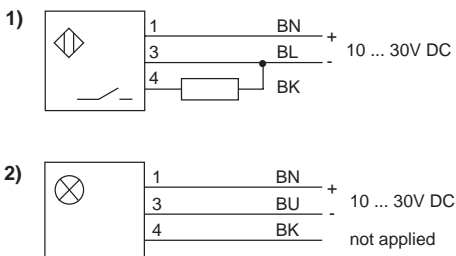 1)
1 BN +
10 ... 30V DC
3 BL -
4 BK
2)
1 BN +
10 ... 30V DC
3 BU -
4 BK not applied